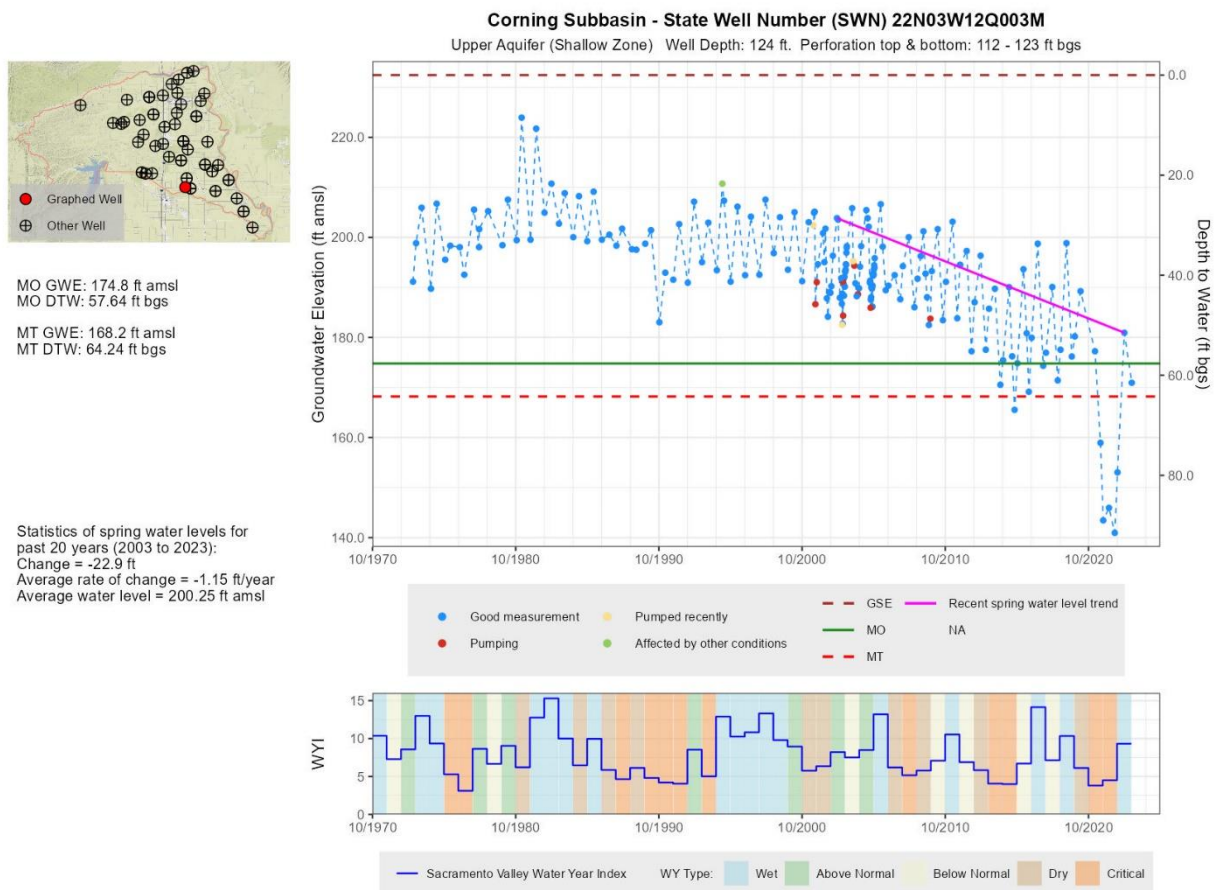 Corning Subbasin - State Well Number (SWN) 22N03W12Q003M
Upper Aquifer (Shallow Zone) Well Depth: 124 ft. Perforation top & bottom: 112 - 123 ft bgs
Graphed Well
Other Well
MO GWE: 174.8 ft amsl
MO DTW: 57.64 ft bgs
MT GWE: 168.2 ft amsl
MT DTW: 64.24 ft bgs
Statistics of spring water levels for
past 20 years (2003 to 2023):
Change = -22.9 ft
Average rate of change = -1.15 ft/year
Average water level = 200.25 ft amsl
Groundwater Elevation (ft amsl)
220.0
200.0
180.0
160.0
140.0
Depth to Water (ft bgs)
0.0
20.0
40.0
60.0
80.0
10/1970 10/1980 10/1990 10/2000 10/2010 10/2020
Good measurement
Pumping
Pumped recently
Affected by other conditions
GSE
MO
MT
Recent spring water level trend
NA
WYI
15
10
5
0
10/1970 10/1980 10/1990 10/2000 10/2010 10/2020
Sacramento Valley Water Year Index WY Type: Wet Above Normal Below Normal Dry Critical